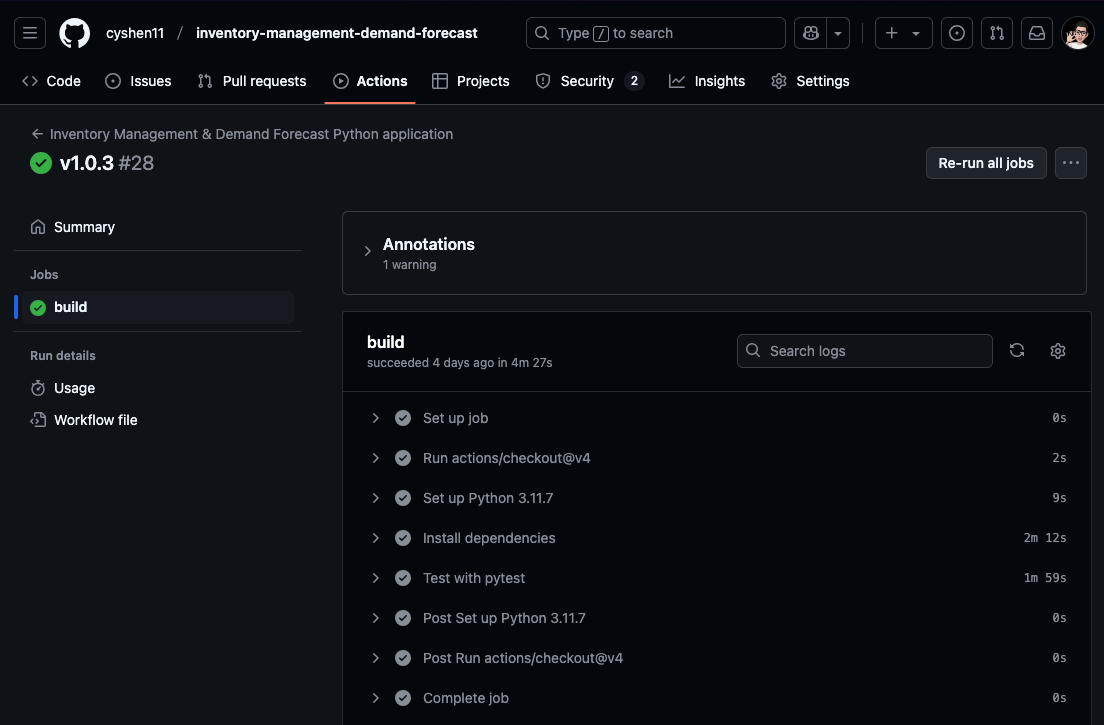 cyshen11 / inventory-management-demand-forecast
Type / to search
Code Issues Pull requests Actions Projects Security 2 Insights Settings
Inventory Management & Demand Forecast Python application
v1.0.3 #28
Re-run all jobs
Summary
Jobs
build
Run details
Usage
Workflow file
Annotations
1 warning
build
succeeded 4 days ago in 4m 27s
Search logs
Set up job 0s
Run actions/checkout@v4 2s
Set up Python 3.11.7 9s
Install dependencies 2m 12s
Test with pytest 1m 59s
Post Set up Python 3.11.7 0s
Post Run actions/checkout@v4 0s
Complete job 0s